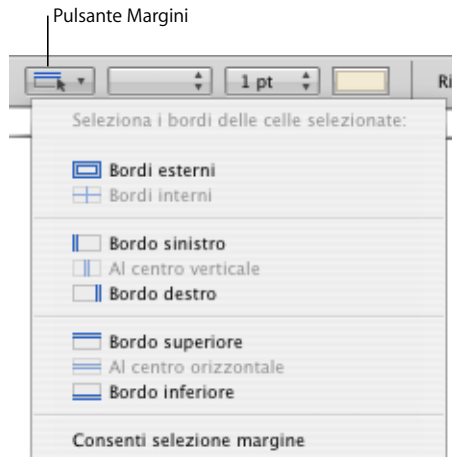 Pulsante Margini
1 pt
Ri
Seleziona i bordi delle celle selezionate:
Bordi esterni
Bordi interni
Bordo sinistro
Al centro verticale
Bordo destro
Bordo superiore
Al centro orizzontale
Bordo inferiore
Consenti selezione margine